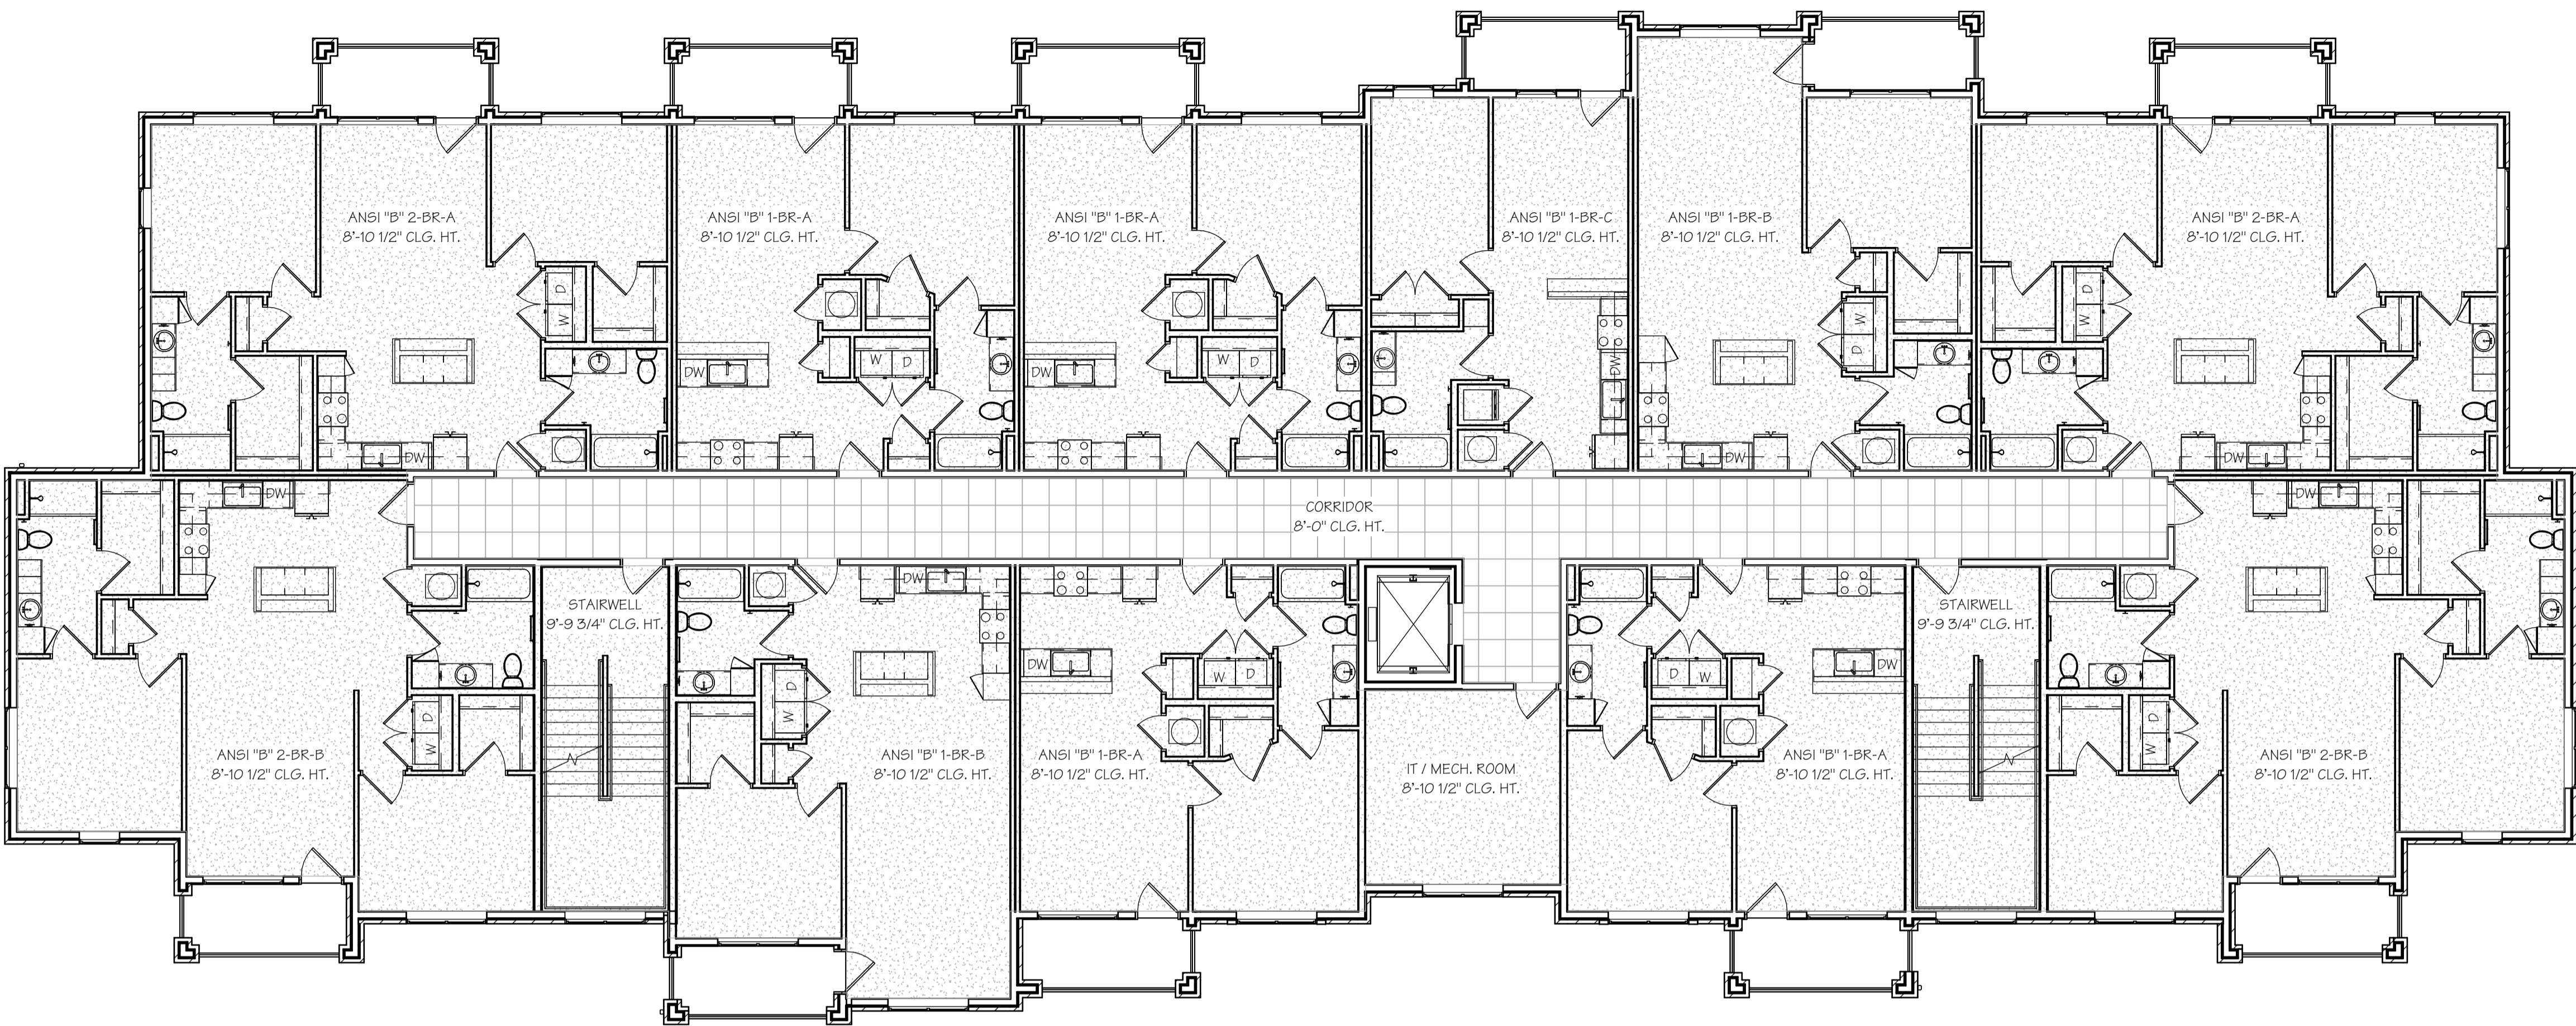 ANSI "B" 2-BR-A
8'-10 1/2" CLG. HT.
ANSI "B" 1-BR-A
8'-10 1/2" CLG. HT.
ANSI "B" 1-BR-A
8'-10 1/2" CLG. HT.
ANSI "B" 1-BR-C
8'-10 1/2" CLG. HT.
ANSI "B" 1-BR-B
8'-10 1/2" CLG. HT.
ANSI "B" 2-BR-A
8'-10 1/2" CLG. HT.
D
W
W
D
W
D
W
D
D
W
DW
DW
DW
DW
DW
DW
CORRIDOR
8'-0" CLG. HT.
DW
DW
DW
STAIRWELL
9'-9 3/4" CLG. HT.
STAIRWELL
9'-9 3/4" CLG. HT.
DW
DW
D
W
D
W
W
D
D
W
D
W
ANSI "B" 2-BR-B
8'-10 1/2" CLG. HT.
ANSI "B" 1-BR-B
8'-10 1/2" CLG. HT.
ANSI "B" 1-BR-A
8'-10 1/2" CLG. HT.
IT / MECH. ROOM
8'-10 1/2" CLG. HT.
ANSI "B" 1-BR-A
8'-10 1/2" CLG. HT.
ANSI "B" 2-BR-B
8'-10 1/2" CLG. HT.